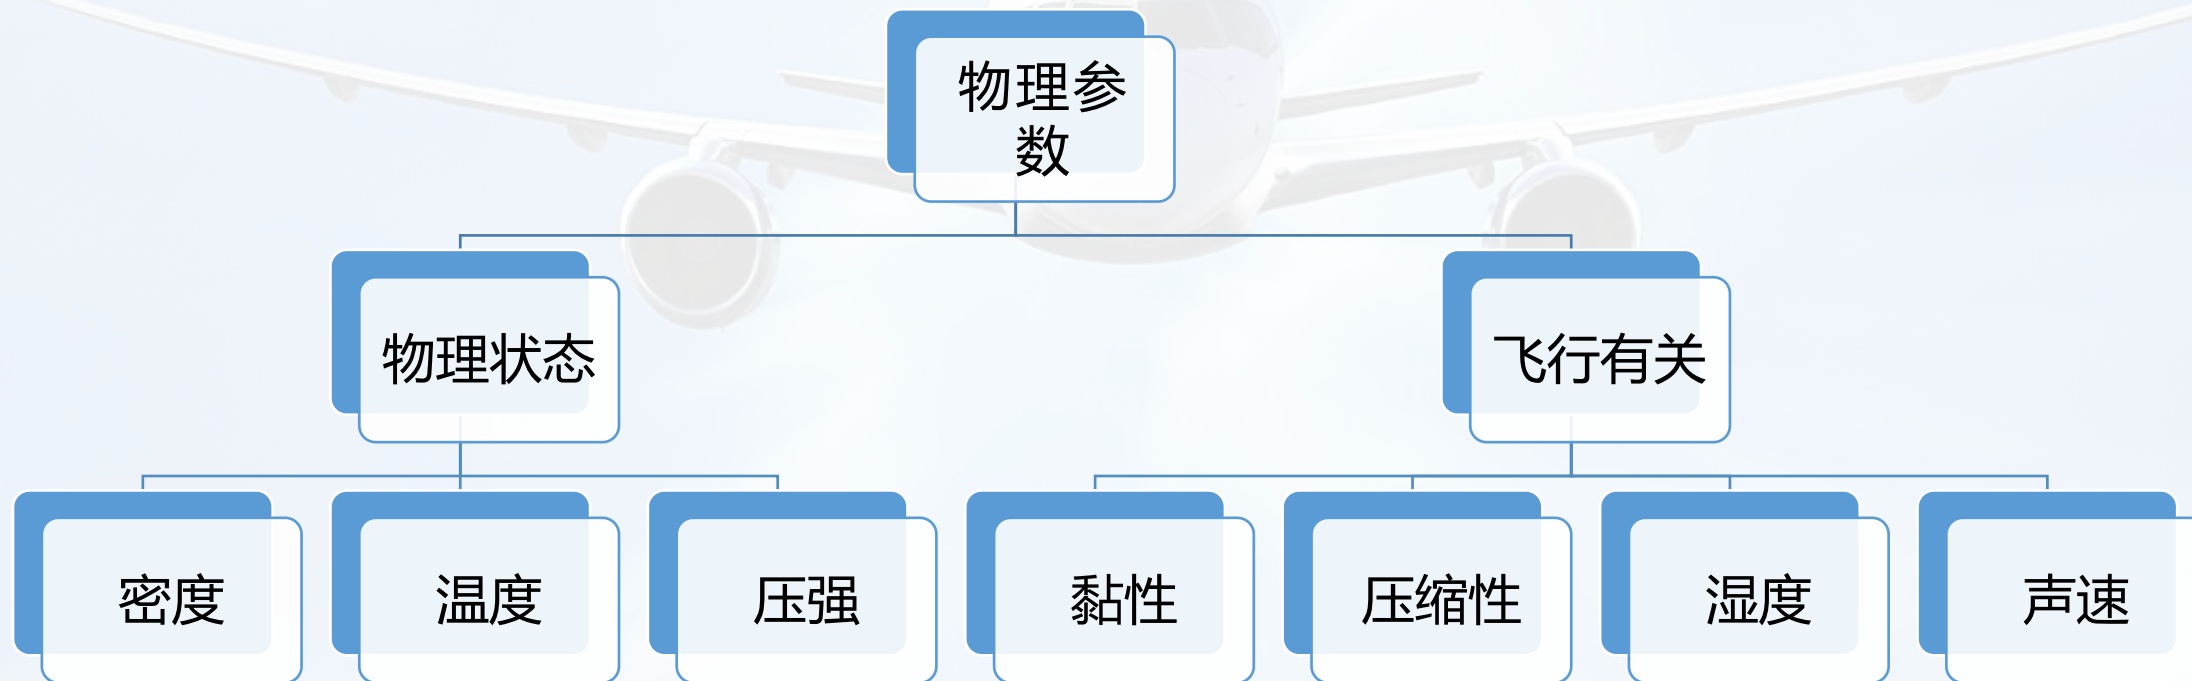 物理参
数
物理状态
飞行有关
密度
温度
压强
黏性
压缩性
湿度
声速